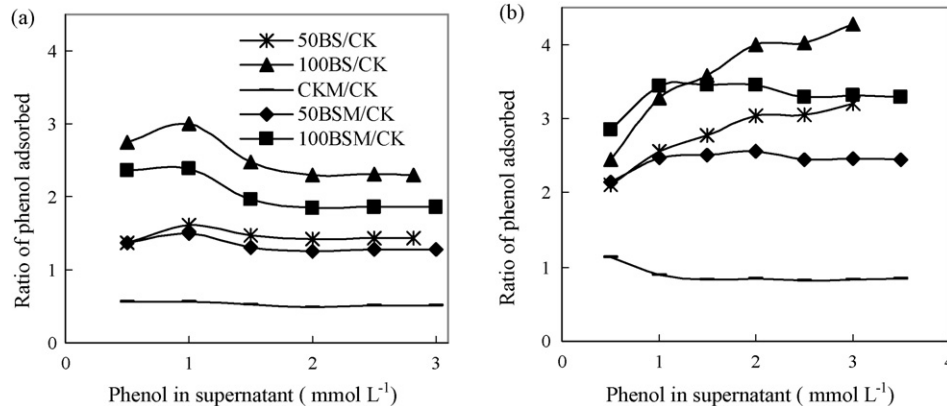 (a)
Ratio of phenol adsorbed
4
3
2
1
0
50BS/CK
100BS/CK
CKM/CK
50BSM/CK
100BSM/CK
0 1 2 3
Phenol in supernatant ( mmol L⁻¹)
(b)
Ratio of phenol adsorbed
4
3
2
1
0
0 1 2 3 4
Phenol in supernatant ( mmol L⁻¹)